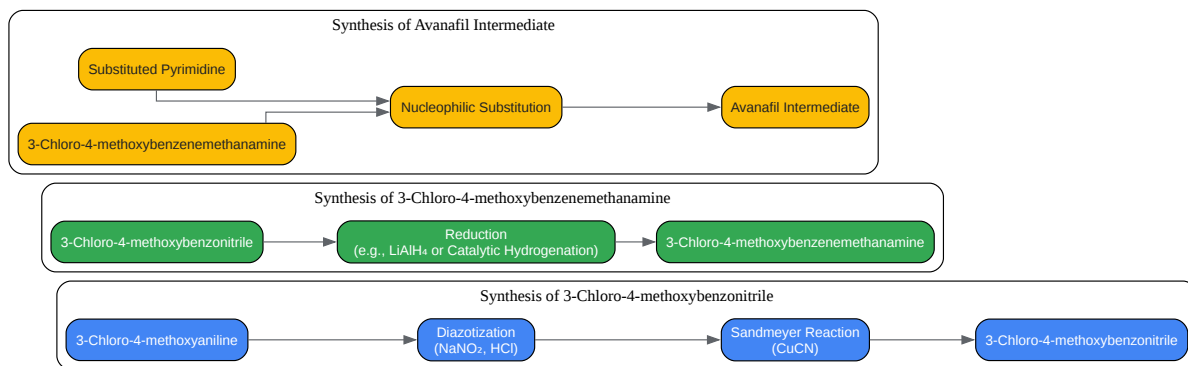 Synthesis of Avanafil Intermediate
Substituted Pyrimidine
Nucleophilic Substitution
Avanafil Intermediate
3-Chloro-4-methoxybenzenemethanamine
Synthesis of 3-Chloro-4-methoxybenzenemethanamine
3-Chloro-4-methoxybenzonitrile
Reduction
(e.g., LiAlH₄ or Catalytic Hydrogenation)
3-Chloro-4-methoxybenzenemethanamine
Synthesis of 3-Chloro-4-methoxybenzonitrile
3-Chloro-4-methoxyaniline
Diazotization
(NaNO₂, HCl)
Sandmeyer Reaction
(CuCN)
3-Chloro-4-methoxybenzonitrile